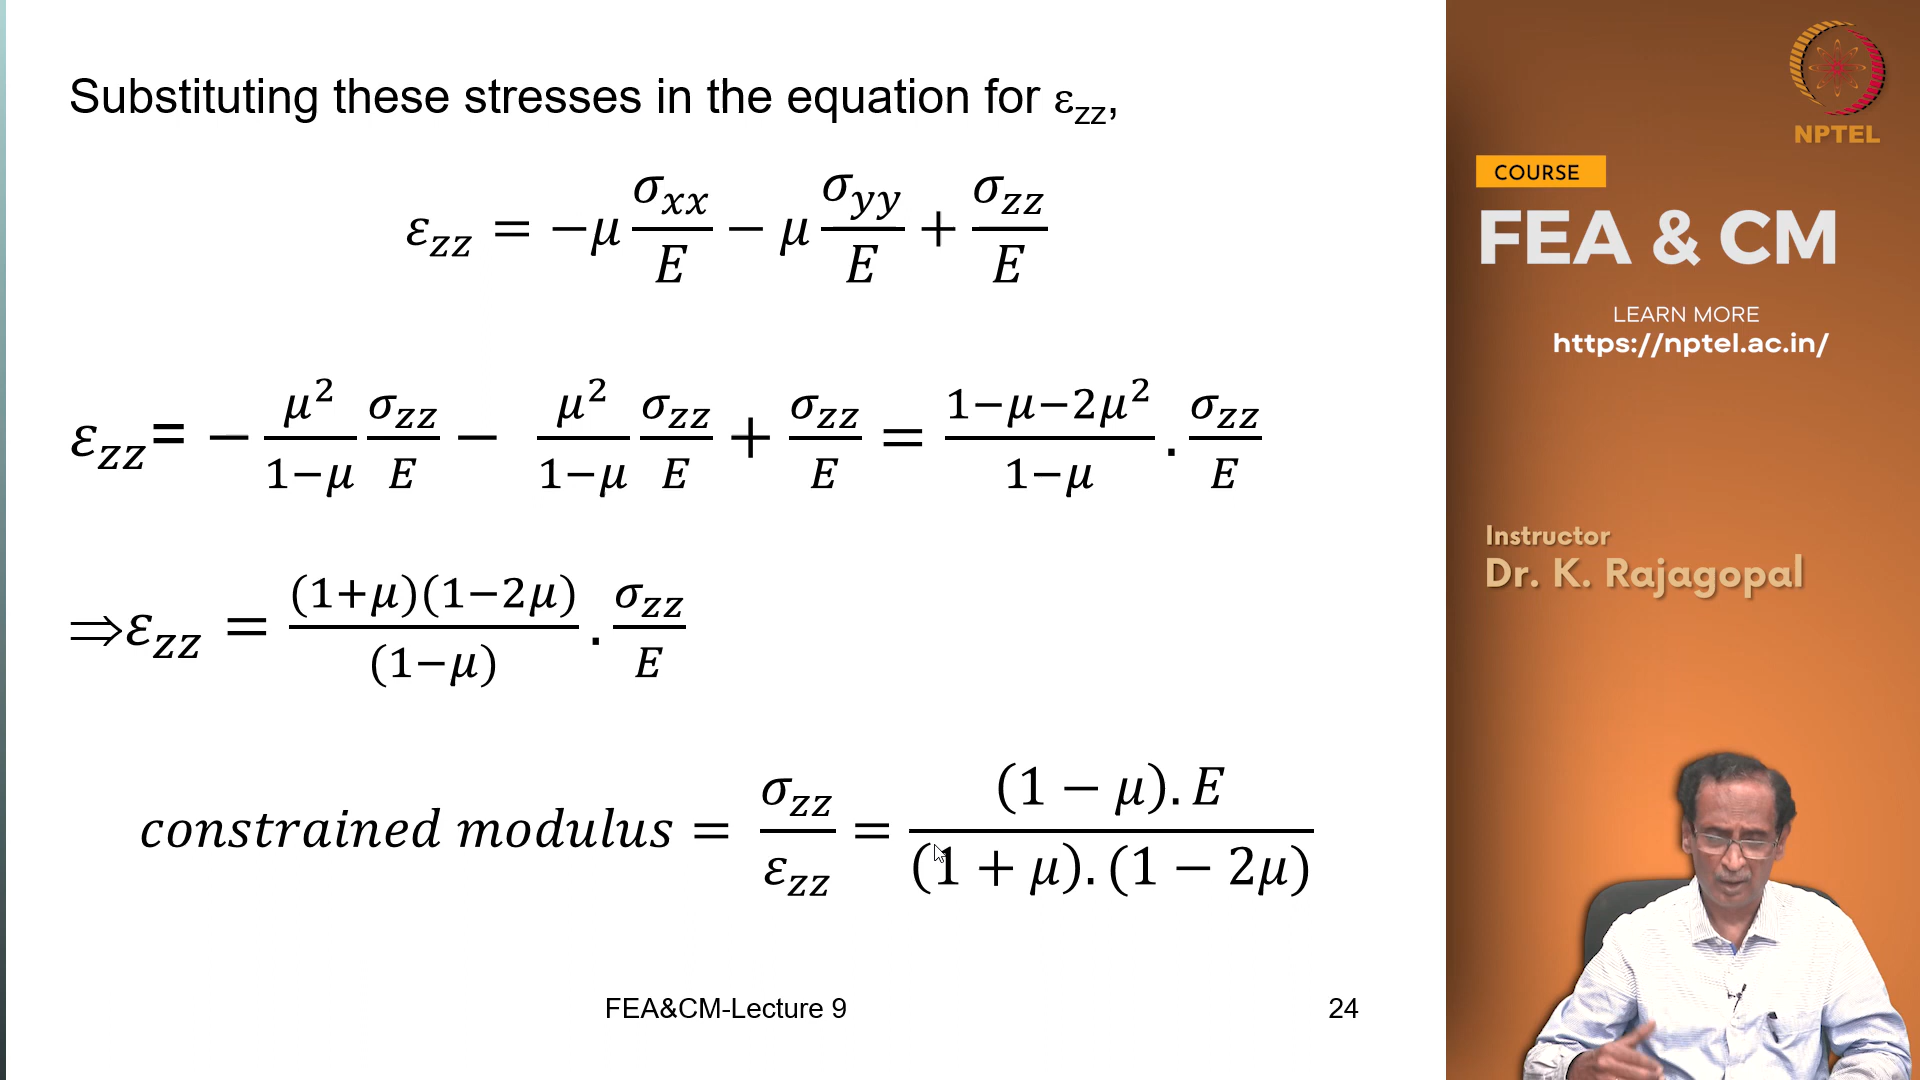 Substituting these stresses in the equation for εzz,
εzz = −μ σxx/E − μ σyy/E + σzz/E
εzz= − μ²/1−μ σzz/E − μ²/1−μ σzz/E + σzz/E = 1−μ−2μ²/1−μ . σzz/E
⇒εzz = (1+μ)(1−2μ)/(1−μ) . σzz/E
constrained modulus = σzz/εzz = (1 − μ). E/(1 + μ). (1 − 2μ)
FEA&CM-Lecture 9
24
NPTEL
COURSE
FEA & CM
LEARN MORE
https://nptel.ac.in/
Instructor
Dr. K. Rajagopal